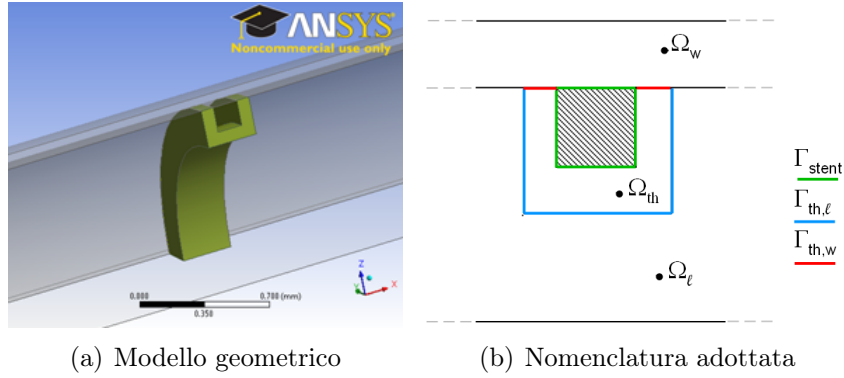 ANSYS
Noncommercial use only
0.000
0.700 (mm)
0.350
Z
Y
X
Ω_w
Ω_th
Ω_ℓ
Γ_stent
Γ_th,ℓ
Γ_th,w
(a) Modello geometrico
(b) Nomenclatura adottata